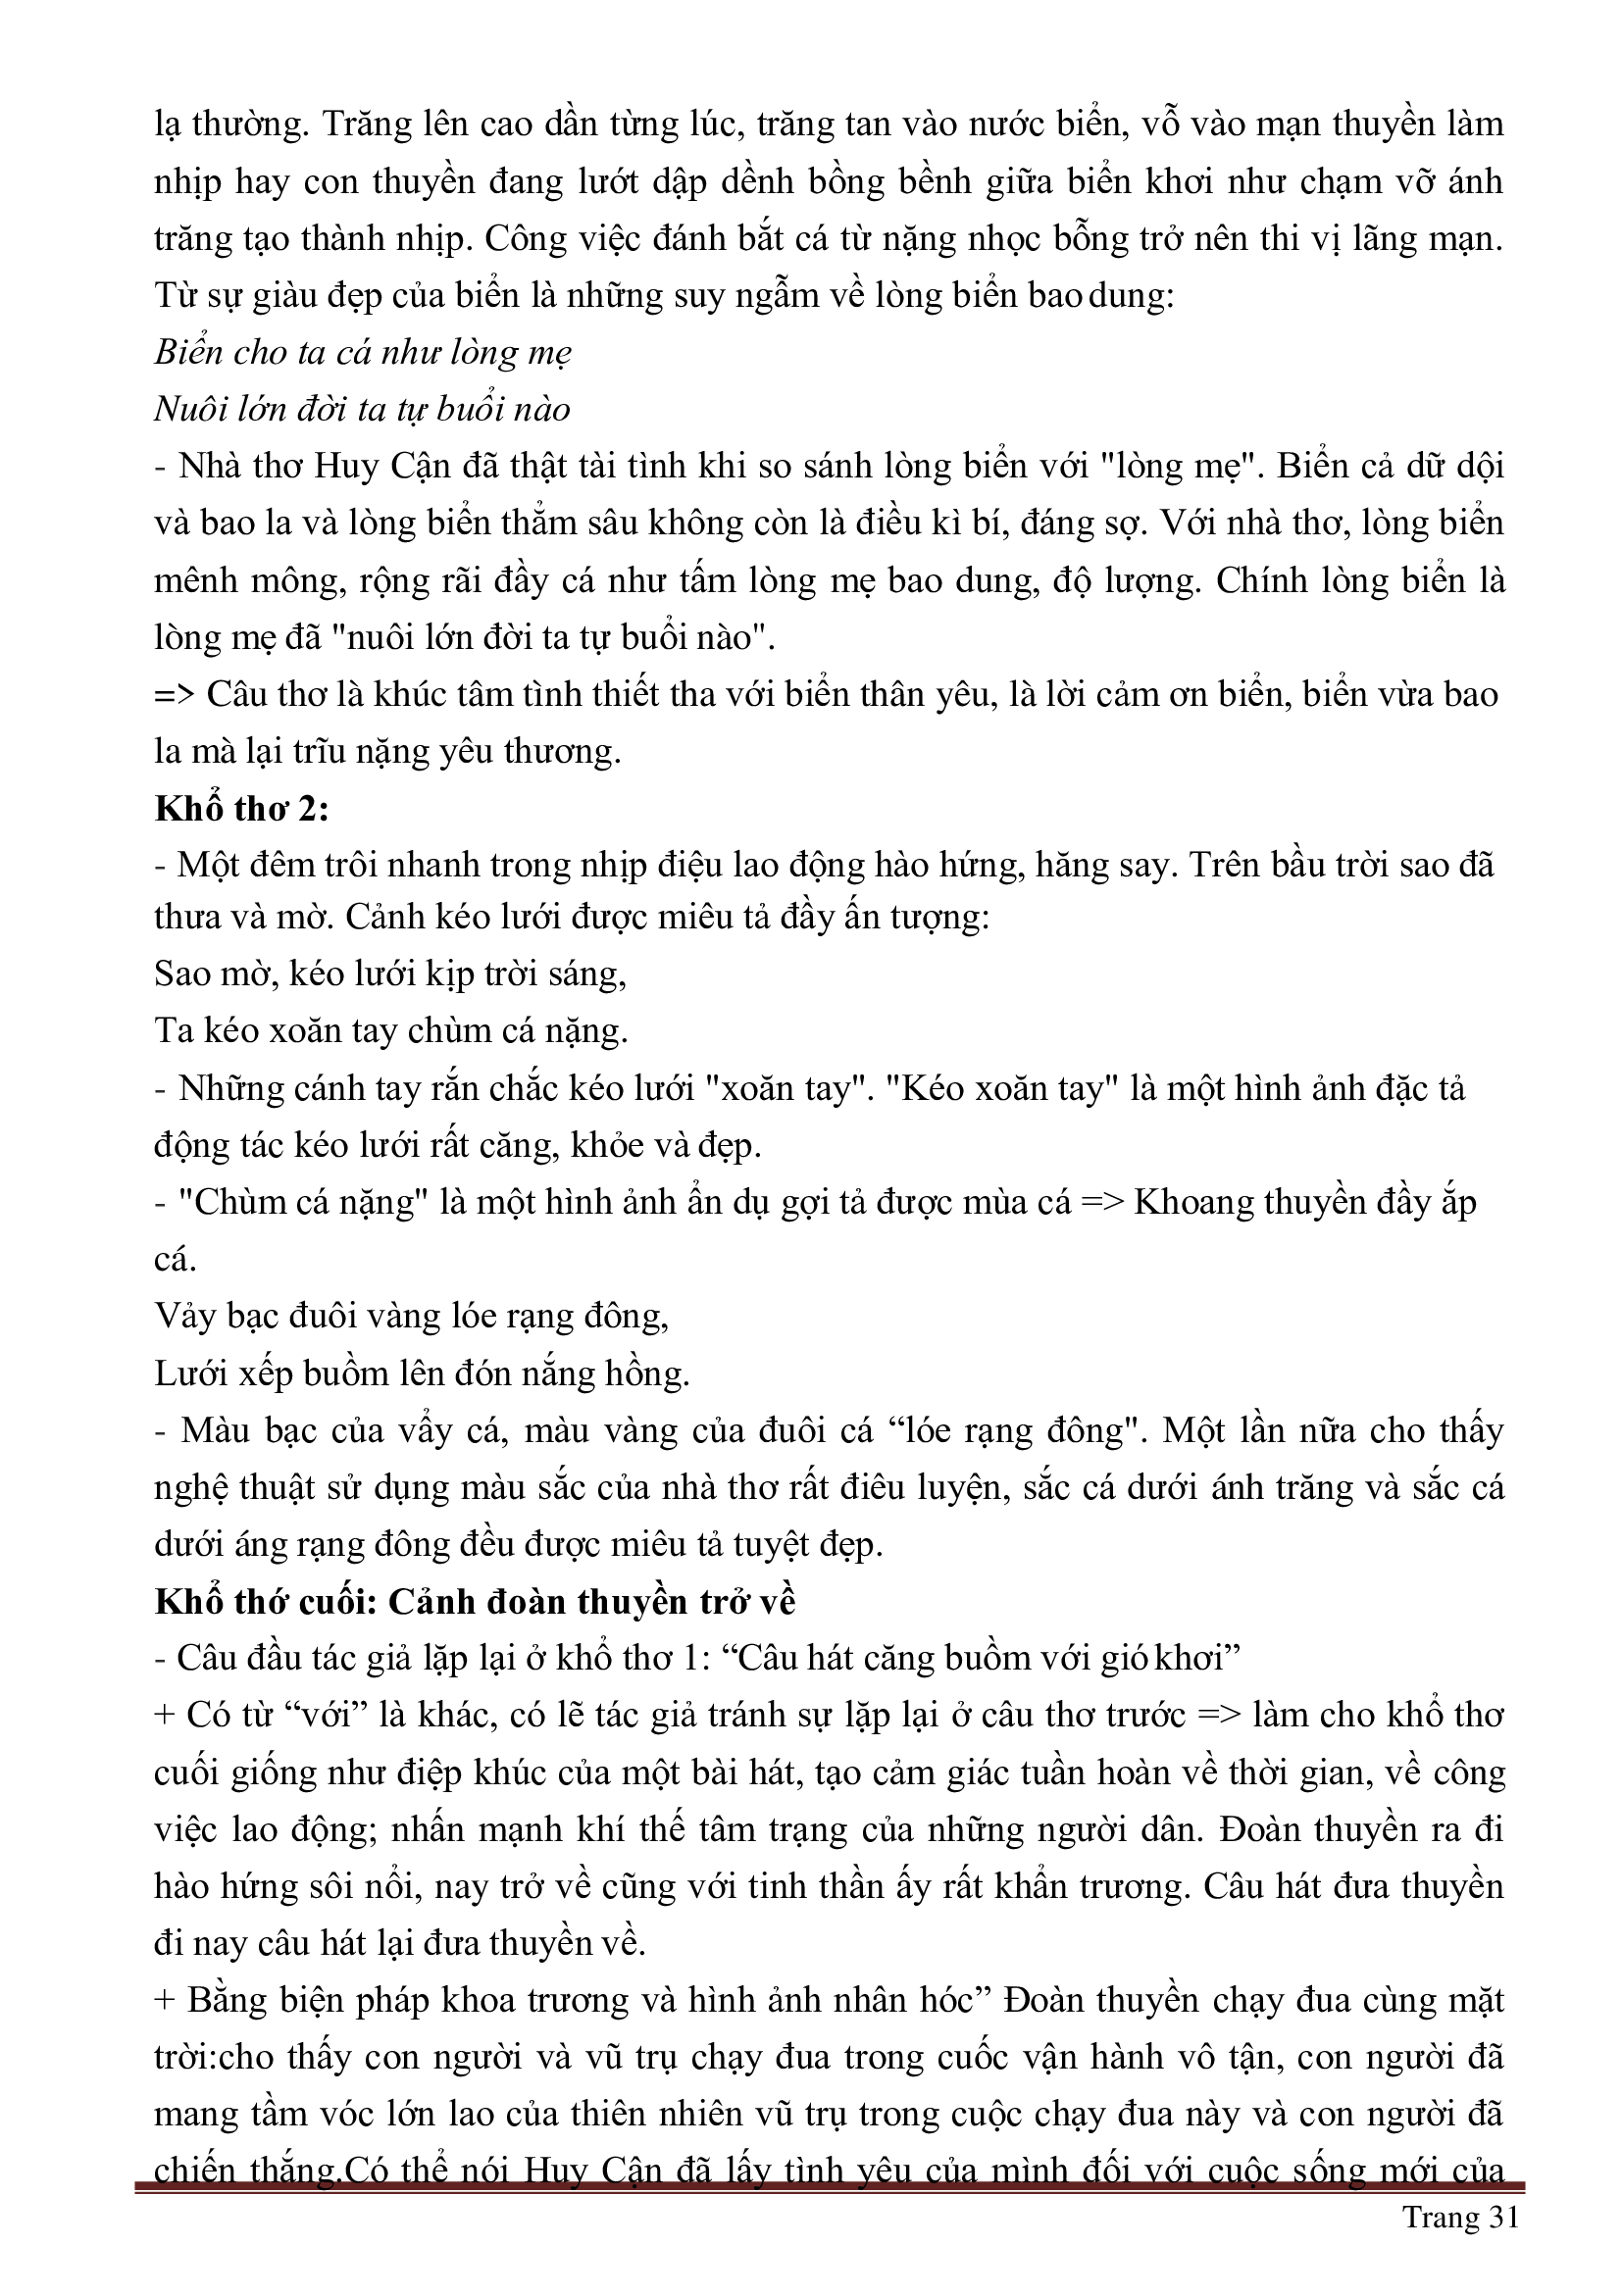 lạ thường. Trăng lên cao dần từng lúc, trăng tan vào nước biển, vỗ vào mạn thuyền làm
nhịp hay con thuyền đang lướt dập dềnh bồng bềnh giữa biển khơi như chạm vỡ ánh
trăng tạo thành nhịp. Công việc đánh bắt cá từ nặng nhọc bỗng trở nên thi vị lãng mạn.
Từ sự giàu đẹp của biển là những suy ngẫm về lòng biển bao dung:
Biển cho ta cá như lòng mẹ
Nuôi lớn đời ta tự buổi nào
- Nhà thơ Huy Cận đã thật tài tình khi so sánh lòng biển với "lòng mẹ". Biển cả dữ dội
và bao la và lòng biển thẳm sâu không còn là điều kì bí, đáng sợ. Với nhà thơ, lòng biển
mênh mông, rộng rãi đầy cá như tấm lòng mẹ bao dung, độ lượng. Chính lòng biển là
lòng mẹ đã "nuôi lớn đời ta tự buổi nào".
=> Câu thơ là khúc tâm tình thiết tha với biển thân yêu, là lời cảm ơn biển, biển vừa bao
la mà lại trĩu nặng yêu thương.
Khổ thơ 2:
- Một đêm trôi nhanh trong nhịp điệu lao động hào hứng, hăng say. Trên bầu trời sao đã
thưa và mờ. Cảnh kéo lưới được miêu tả đầy ấn tượng:
Sao mờ, kéo lưới kịp trời sáng,
Ta kéo xoăn tay chùm cá nặng.
- Những cánh tay rắn chắc kéo lưới "xoăn tay". "Kéo xoăn tay" là một hình ảnh đặc tả
động tác kéo lưới rất căng, khỏe và đẹp.
- "Chùm cá nặng" là một hình ảnh ẩn dụ gợi tả được mùa cá => Khoang thuyền đầy ắp
cá.
Vảy bạc đuôi vàng lóe rạng đông,
Lưới xếp buồm lên đón nắng hồng.
- Màu bạc của vẩy cá, màu vàng của đuôi cá “lóe rạng đông". Một lần nữa cho thấy
nghệ thuật sử dụng màu sắc của nhà thơ rất điêu luyện, sắc cá dưới ánh trăng và sắc cá
dưới áng rạng đông đều được miêu tả tuyệt đẹp.
Khổ thớ cuối: Cảnh đoàn thuyền trở về
- Câu đầu tác giả lặp lại ở khổ thơ 1: “Câu hát căng buồm với gió khơi”
+ Có từ “với” là khác, có lẽ tác giả tránh sự lặp lại ở câu thơ trước => làm cho khổ thơ
cuối giống như điệp khúc của một bài hát, tạo cảm giác tuần hoàn về thời gian, về công
việc lao động; nhấn mạnh khí thế tâm trạng của những người dân. Đoàn thuyền ra đi
hào hứng sôi nổi, nay trở về cũng với tinh thần ấy rất khẩn trương. Câu hát đưa thuyền
đi nay câu hát lại đưa thuyền về.
+ Bằng biện pháp khoa trương và hình ảnh nhân hóc” Đoàn thuyền chạy đua cùng mặt
trời:cho thấy con người và vũ trụ chạy đua trong cuốc vận hành vô tận, con người đã
mang tầm vóc lớn lao của thiên nhiên vũ trụ trong cuộc chạy đua này và con người đã
chiến thắng.Có thể nói Huy Cận đã lấy tình yêu của mình đối với cuộc sống mới của
Trang 31